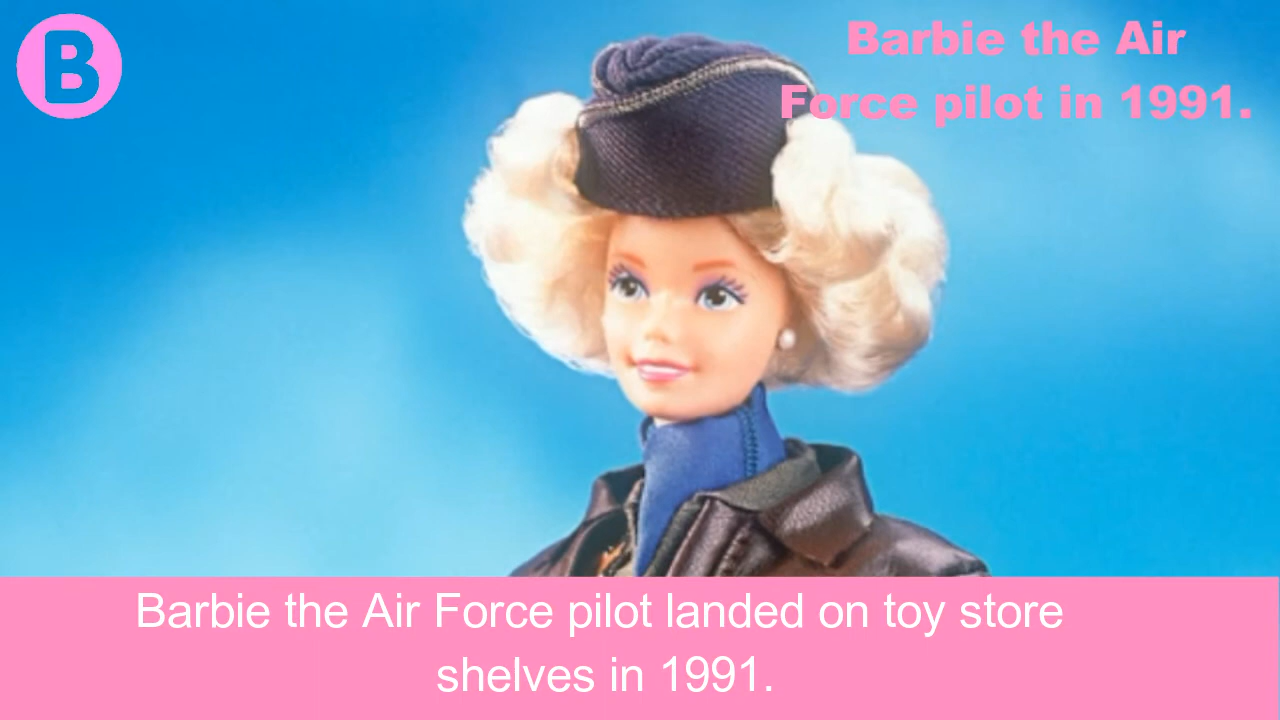 B
Barbie the Air
Force pilot in 1991.
Barbie the Air Force pilot landed on toy store
shelves in 1991.